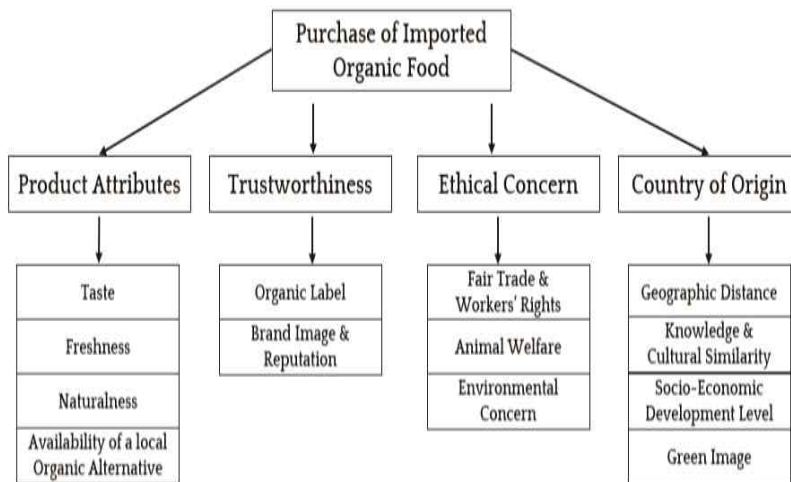 Purchase of Imported
Organic Food
Product Attributes
Trustworthiness
Ethical Concern
Country of Origin
Taste
Freshness
Naturalness
Availability of a local
Organic Alternative
Organic Label
Brand Image &
Reputation
Fair Trade &
Workers' Rights
Animal Welfare
Environmental
Concern
Geographic Distance
Knowledge &
Cultural Similarity
Socio-Economic
Development Level
Green Image